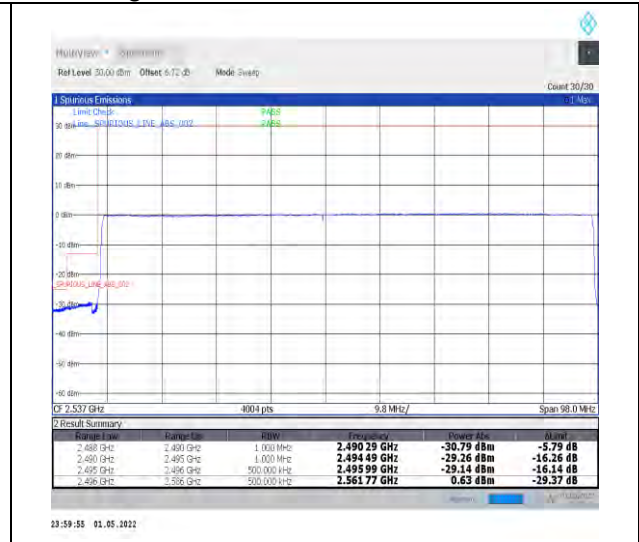 MultiView
Ref Level 30.00 dBm Offset 6.72 dB Mode Sweep
Count 30/30
1 Spurious Emissions
1 Max
Limit Check PASS
Line _SPURIOUS_LINE_ABS_002 PASS
30 dBm
20 dBm
10 dBm
0 dBm
-10 dBm
-20 dBm
_SPURIOUS_LINE_ABS_002
-30 dBm
-40 dBm
-50 dBm
-60 dBm
CF 2.537 GHz 4004 pts 9.8 MHz/ Span 98.0 MHz
2 Result Summary
Range Low Range Up RBW Frequency Power Abs ΔLimit
2.488 GHz 2.490 GHz 1.000 MHz 2.490 29 GHz -30.79 dBm -5.79 dB
2.490 GHz 2.495 GHz 1.000 MHz 2.494 49 GHz -29.26 dBm -16.26 dB
2.495 GHz 2.496 GHz 500.000 kHz 2.495 99 GHz -29.14 dBm -16.14 dB
2.496 GHz 2.586 GHz 500.000 kHz 2.561 77 GHz 0.63 dBm -29.37 dB
23:59:55 01.05.2022